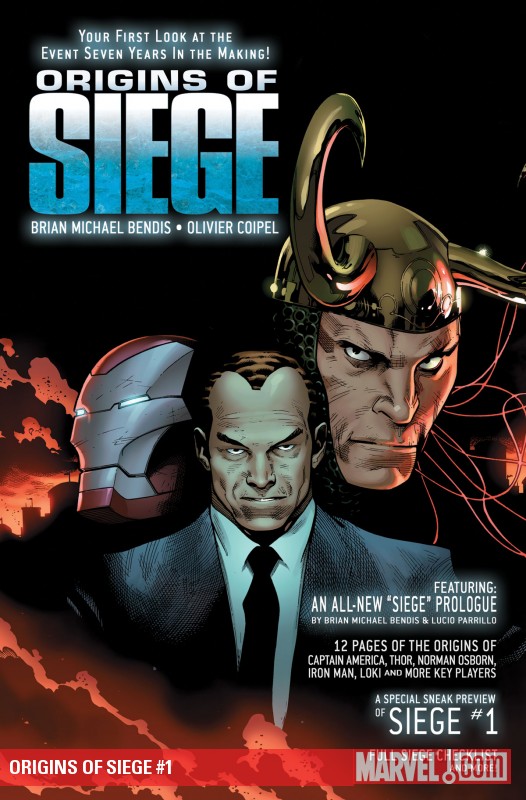 Your First Look at the
Event Seven Years In the Making!
ORIGINS OF
SIEGE
BRIAN MICHAEL BENDIS • OLIVIER COIPEL
FEATURING:
AN ALL-NEW "SIEGE" PROLOGUE
BY BRIAN MICHAEL BENDIS & LUCIO PARRILLO
12 PAGES OF THE ORIGINS OF
CAPTAIN AMERICA, THOR, NORMAN OSBORN,
IRON MAN, LOKI AND MORE KEY PLAYERS
A SPECIAL SNEAK PREVIEW
OF SIEGE #1
FULL SIEGE CHECKLIST
AND MORE!
ORIGINS OF SIEGE #1
MARVEL.com